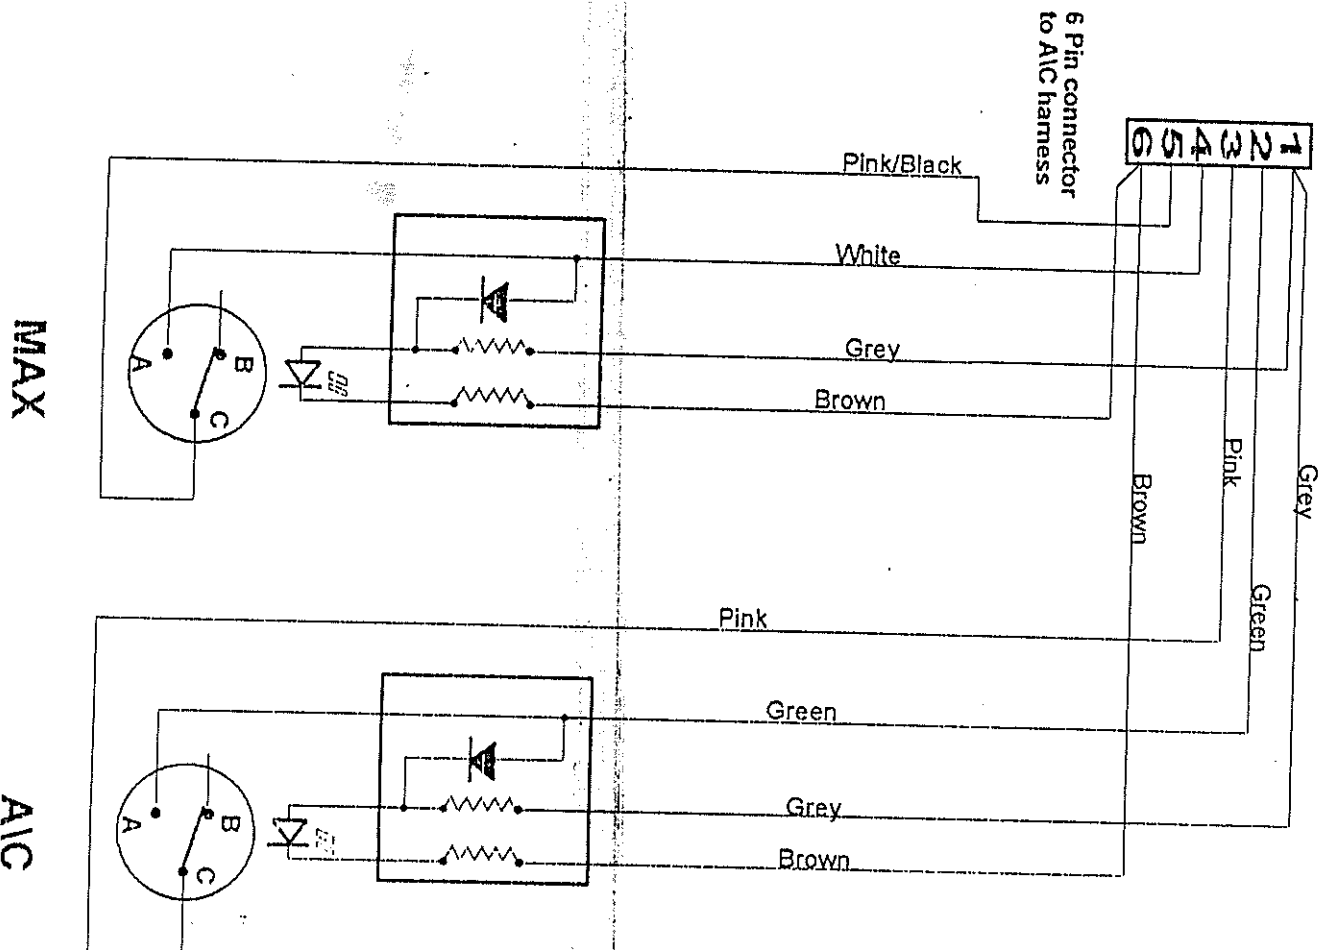 6 Pin connector
to A\C harness
1
2
3
4
5
6
Pink/Black
White
Grey
Brown
Grey
Pink
Brown
Green
MAX
A
B
C
Pink
Green
Grey
Brown
A\C
A
B
C